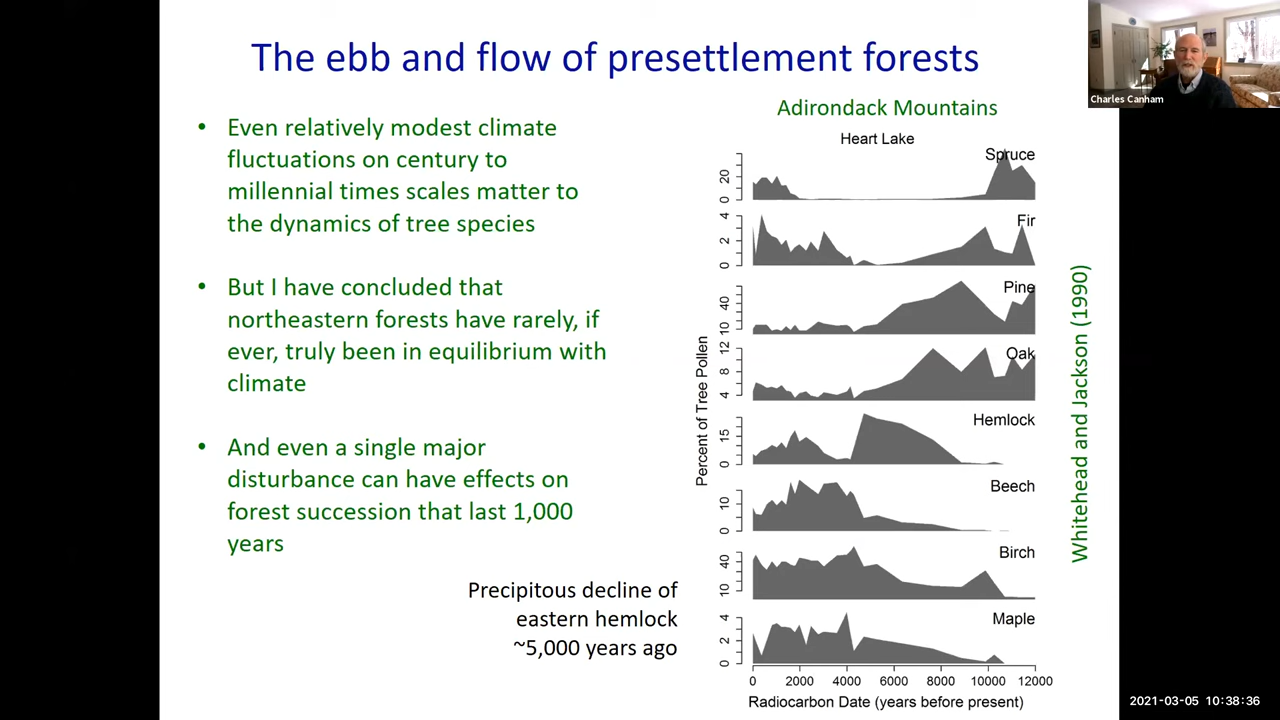 The ebb and flow of presettlement forests
Charles Canham
• Even relatively modest climate
fluctuations on century to
millennial times scales matter to
the dynamics of tree species
• But I have concluded that
northeastern forests have rarely, if
ever, truly been in equilibrium with
climate
• And even a single major
disturbance can have effects on
forest succession that last 1,000
years
Precipitous decline of
eastern hemlock
~5,000 years ago
Adirondack Mountains
Heart Lake
Spruce
20
0
Fir
4
2
0
Pine
40
10
Oak
12
8
4
Hemlock
15
0
Beech
10
0
Birch
40
10
Maple
4
2
0
Percent of Tree Pollen
0 2000 4000 6000 8000 10000 12000
Radiocarbon Date (years before present)
Whitehead and Jackson (1990)
2021-03-05 10:38:36